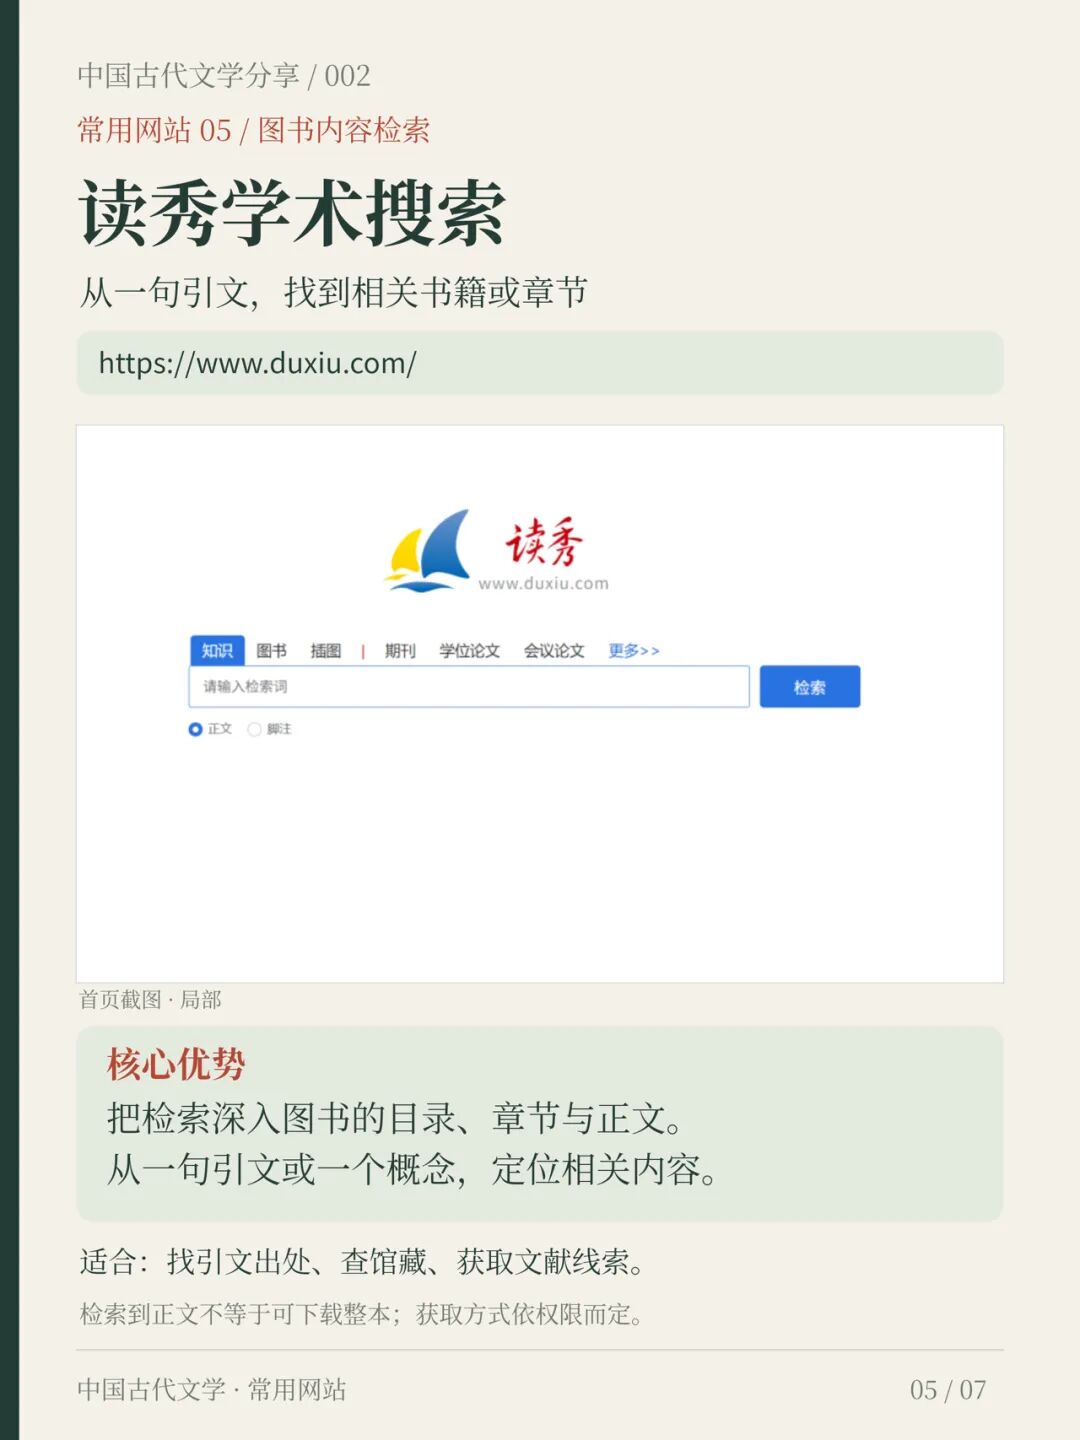 中国古代文学分享 / 002
常用网站 05 / 图书内容检索
读秀学术搜索
从一句引文，找到相关书籍或章节
https://www.duxiu.com/
读秀
www.duxiu.com
知识 图书 插图 | 期刊 学位论文 会议论文 更多>>
请输入检索词 检索
正文 脚注
首页截图 · 局部
核心优势
把检索深入图书的目录、章节与正文。
从一句引文或一个概念，定位相关内容。
适合：找引文出处、查馆藏、获取文献线索。
检索到正文不等于可下载整本；获取方式依权限而定。
中国古代文学 · 常用网站 05 / 07